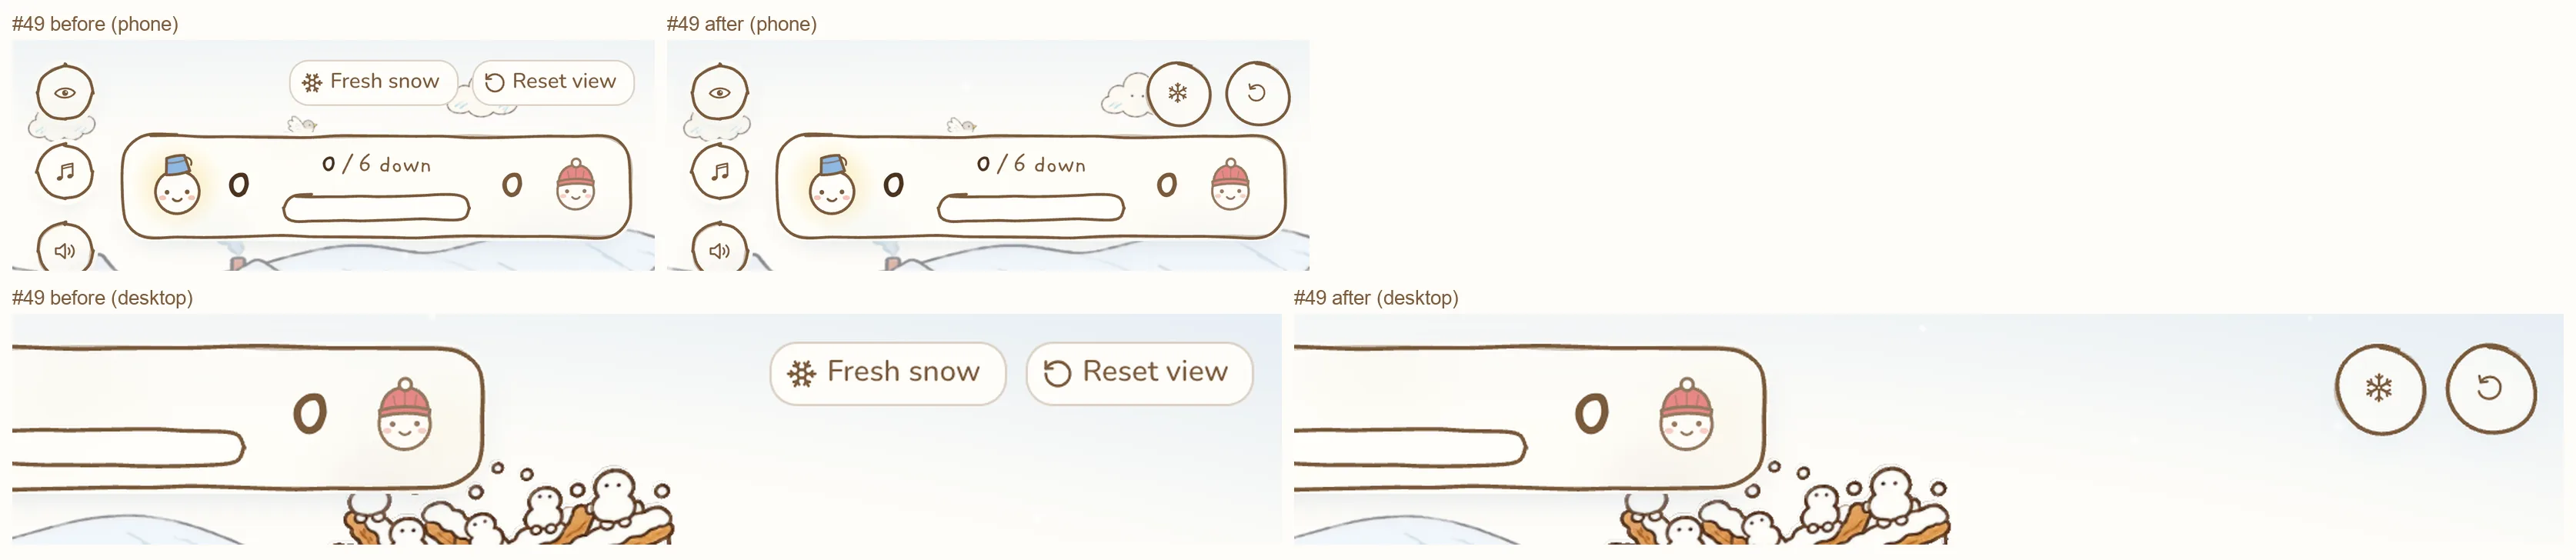 #49 before (phone)
Fresh snow
Reset view
0 / 6 down
0
0
#49 after (phone)
0 / 6 down
0
0
#49 before (desktop)
Fresh snow
Reset view
0
#49 after (desktop)
0